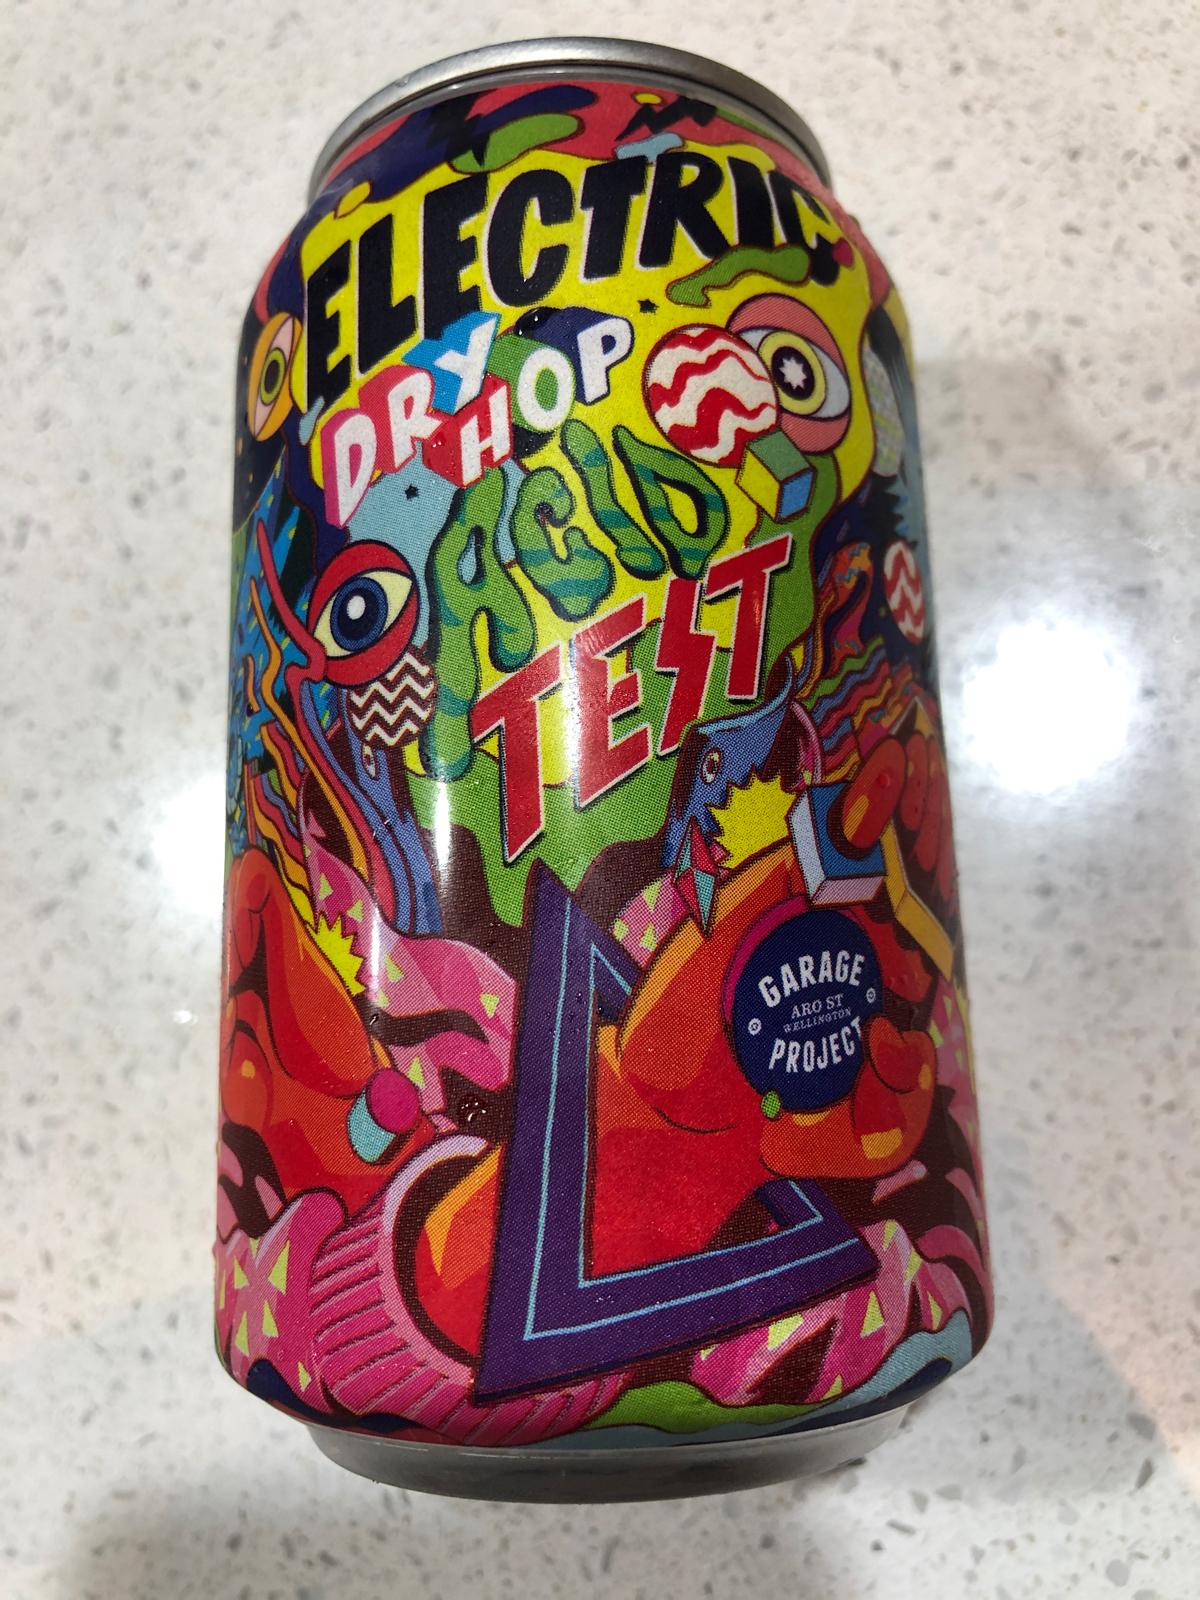 ELECTRIC
DRY
HOP
ACID
TEST
GARAGE
ARO ST
WELLINGTON
PROJECT